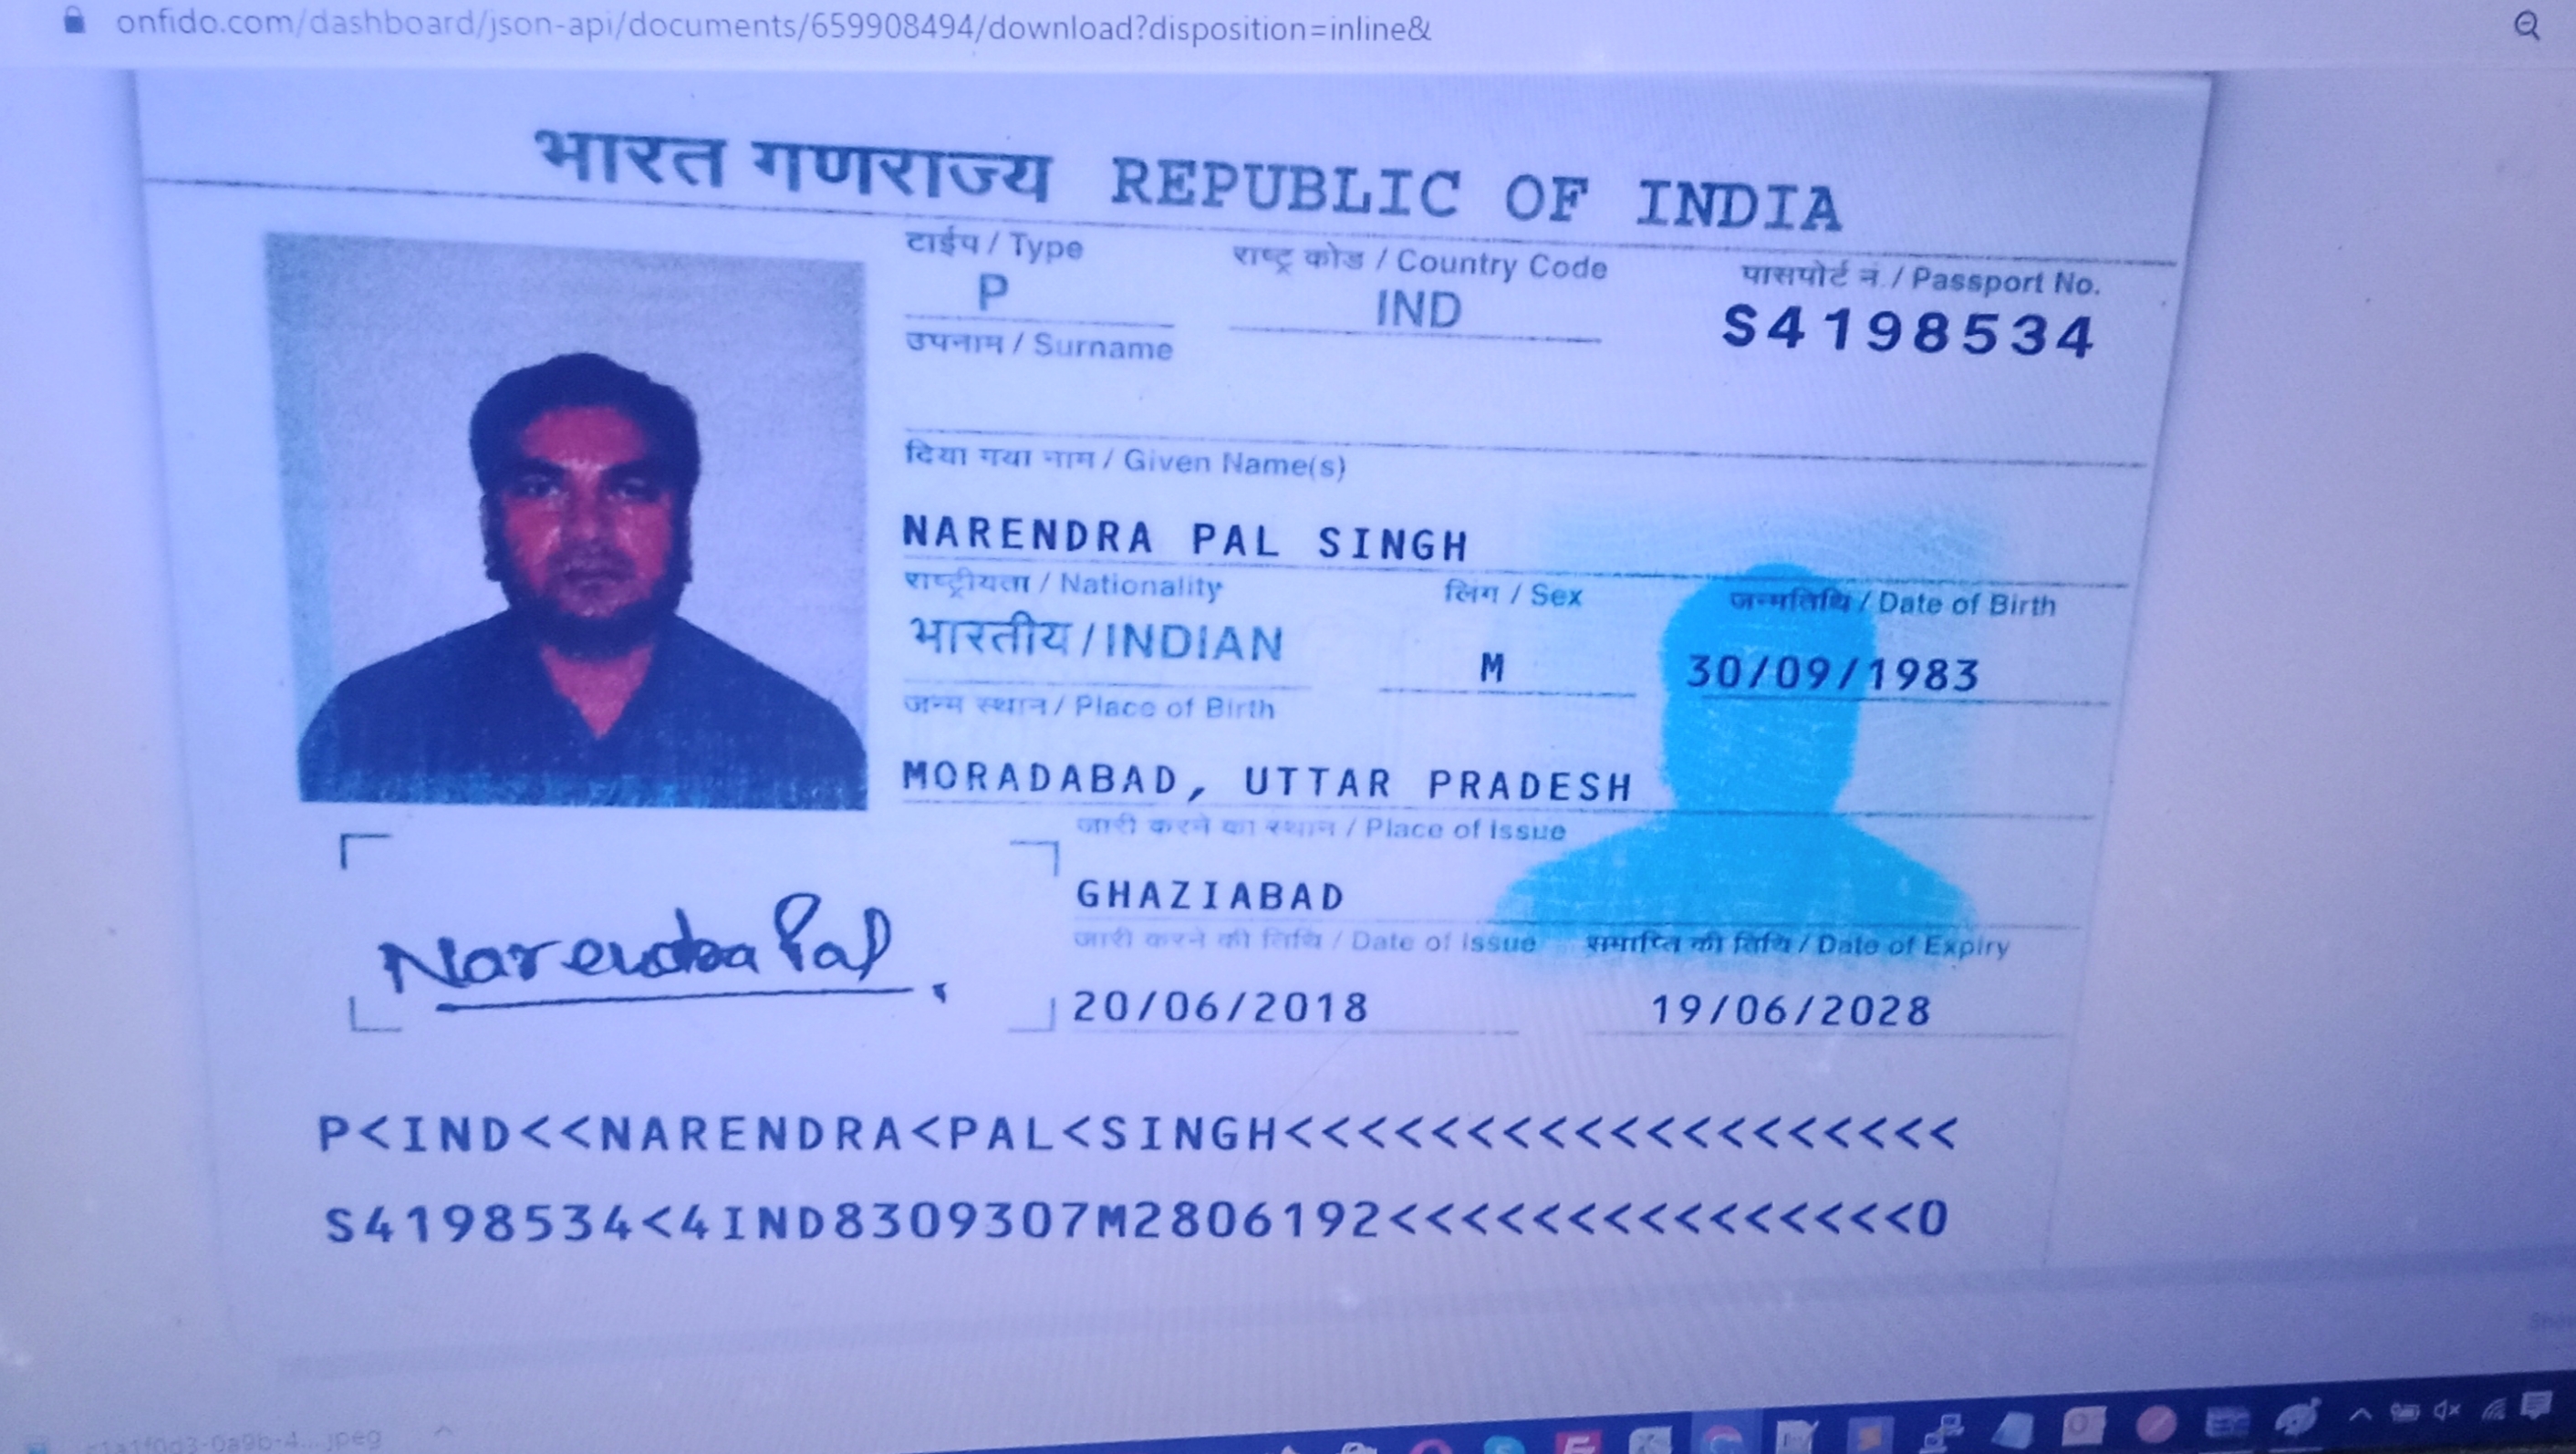 onfido.com/dashboard/json-api/documents/659908494/download?disposition=inline&
भारत गणराज्य REPUBLIC OF INDIA
टाईप / Type
राष्ट्र कोड / Country Code
पासपोर्ट नं. / Passport No.
P
IND
S4198534
उपनाम / Surname
दिया गया नाम / Given Name(s)
NARENDRA PAL SINGH
राष्ट्रीयता / Nationality
लिंग / Sex
जन्मतिथि / Date of Birth
भारतीय / INDIAN
M
30/09/1983
जन्म स्थान / Place of Birth
MORADABAD, UTTAR PRADESH
जारी करने का स्थान / Place of Issue
GHAZIABAD
जारी करने की तिथि / Date of Issue
समाप्ति की तिथि / Date of Expiry
20/06/2018
19/06/2028
Narendra Pal
P<IND<<NARENDRA<PAL<SINGH<<<<<<<<<<<<<<<<<<<
S4198534<4IND8309307M2806192<<<<<<<<<<<<<<<0